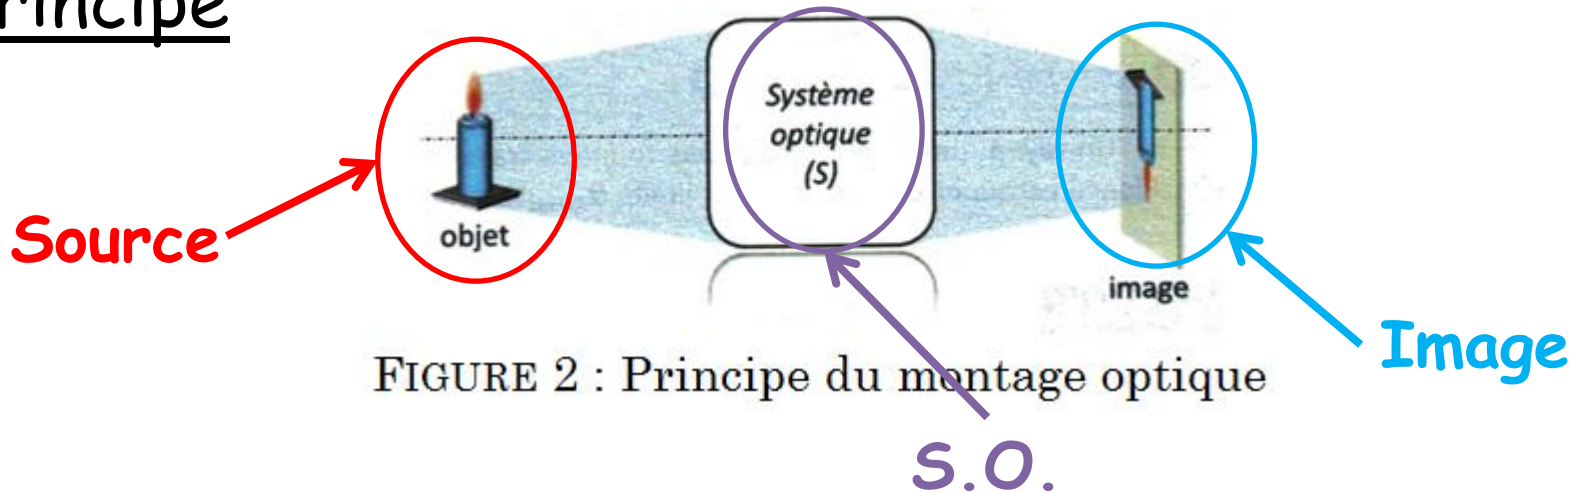 rincipe
Système
optique
(S)
objet
Source
image
Image
FIGURE 2 : Principe du montage optique
S.O.